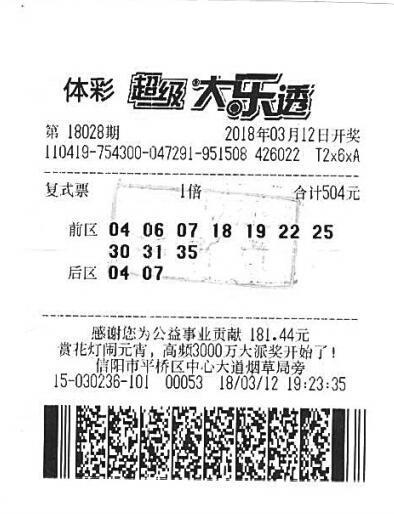 体彩 超级大乐透
第 18028期 2018年03月12日开奖
110419-754300-047291-951508 426022 T2x6xA
复式票 1倍 合计504元
前区 04 06 07 18 19 22 25
30 31 35
后区 04 07
感谢您为公益事业贡献 181.44元
赏花灯闹元宵，高频3000万大派奖开始了！
信阳市平桥区中心大道烟草局旁
15-030236-101 00053 18/03/12 19:23:35